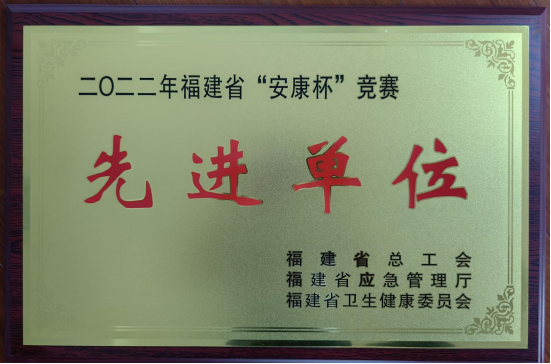 二〇二二年福建省“安康杯”竞赛
先进单位
福建省总工会
福建省应急管理厅
福建省卫生健康委员会